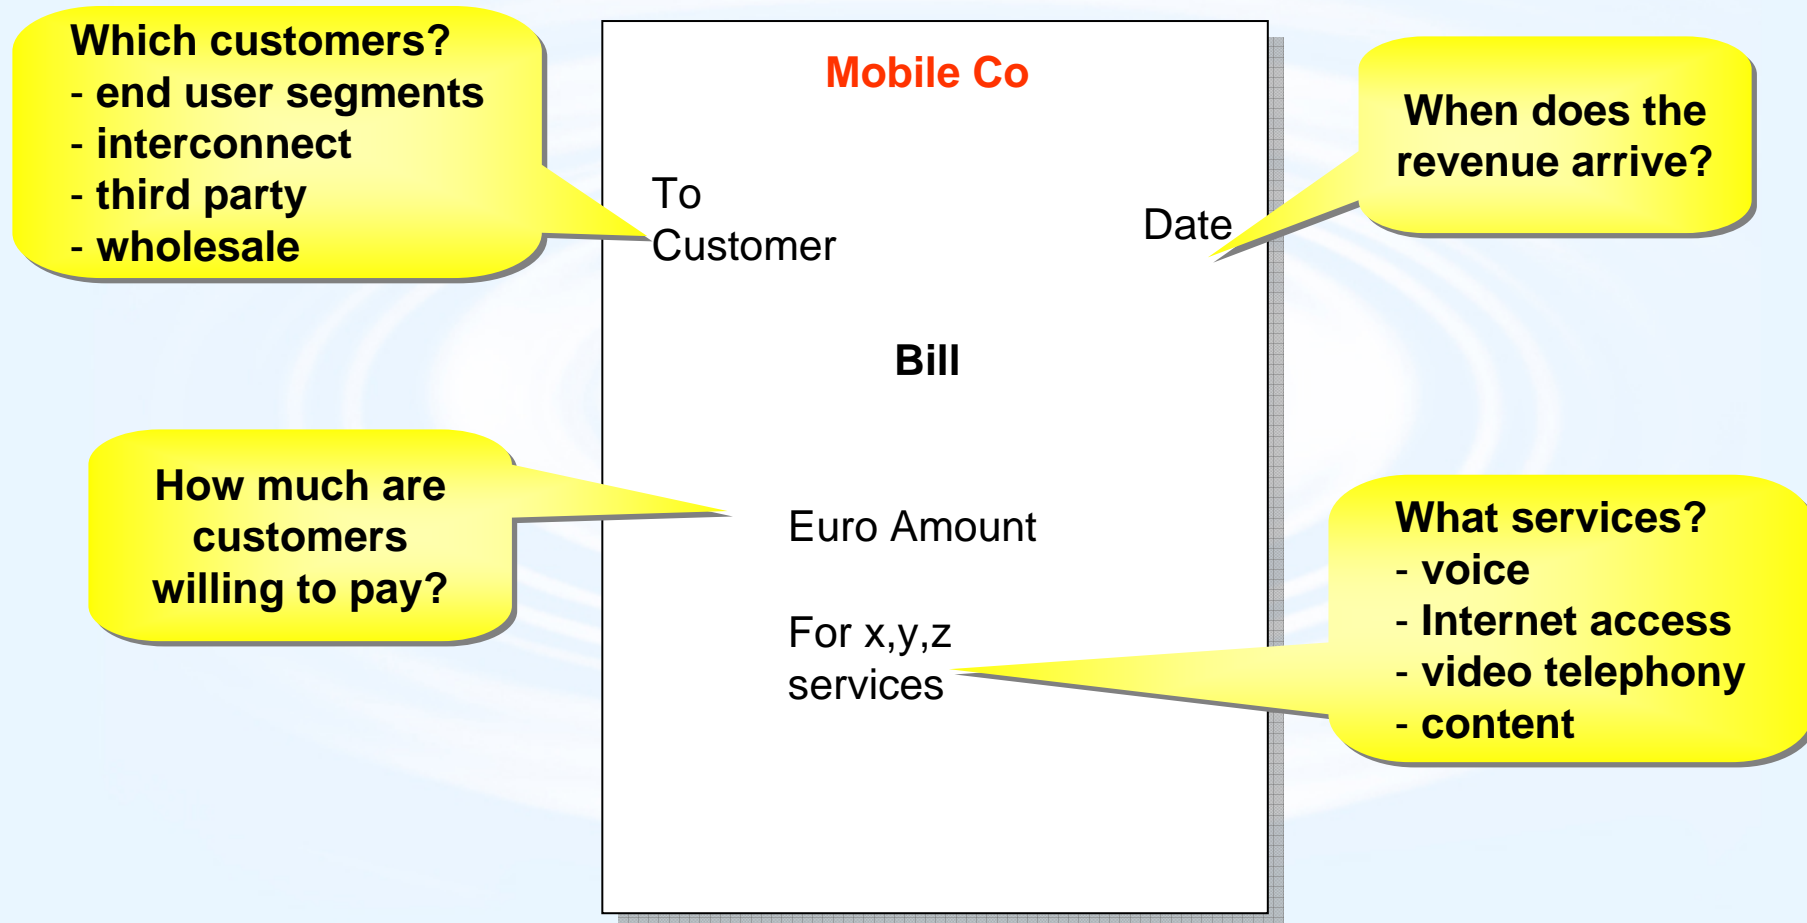 Which customers?
- end user segments
- interconnect
- third party
- wholesale
Mobile Co
When does the
revenue arrive?
To
Customer
Date
Bill
How much are
customers
willing to pay?
Euro Amount
For x,y,z
services
What services?
- voice
- Internet access
- video telephony
- content